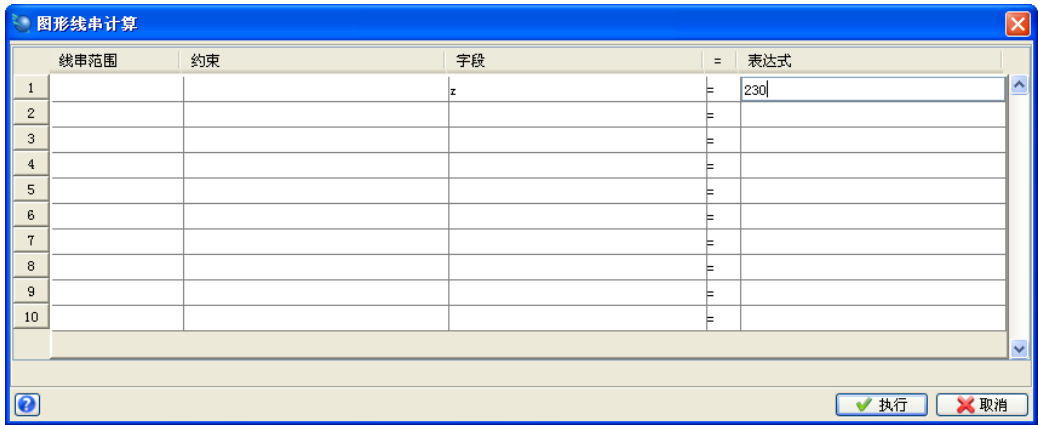 图形线串计算
线串范围 约束 字段 = 表达式
1 z = 230
2 =
3 =
4 =
5 =
6 =
7 =
8 =
9 =
10 =
执行 取消